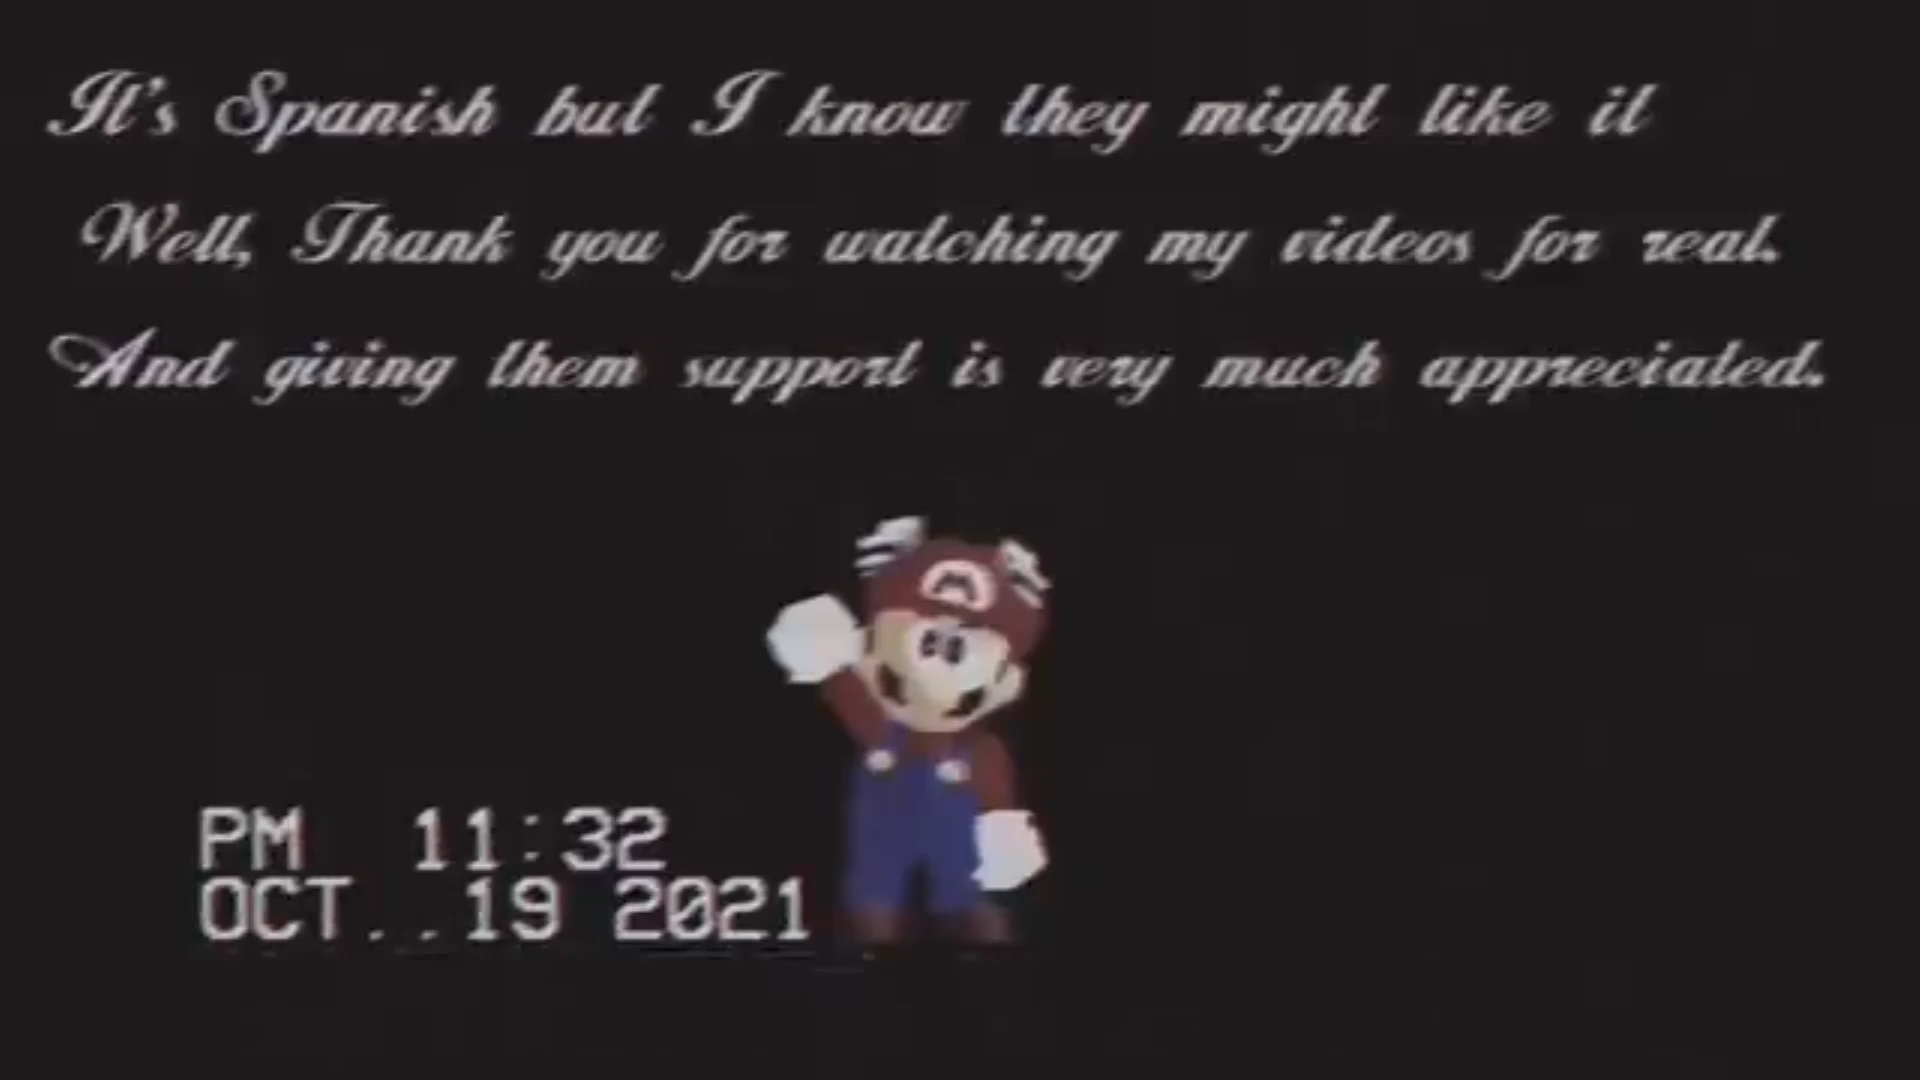 It's Spanish but I know they might like it
Well, Thank you for watching my videos for real.
And giving them support is very much appreciated.
PM 11:32
OCT..19 2021